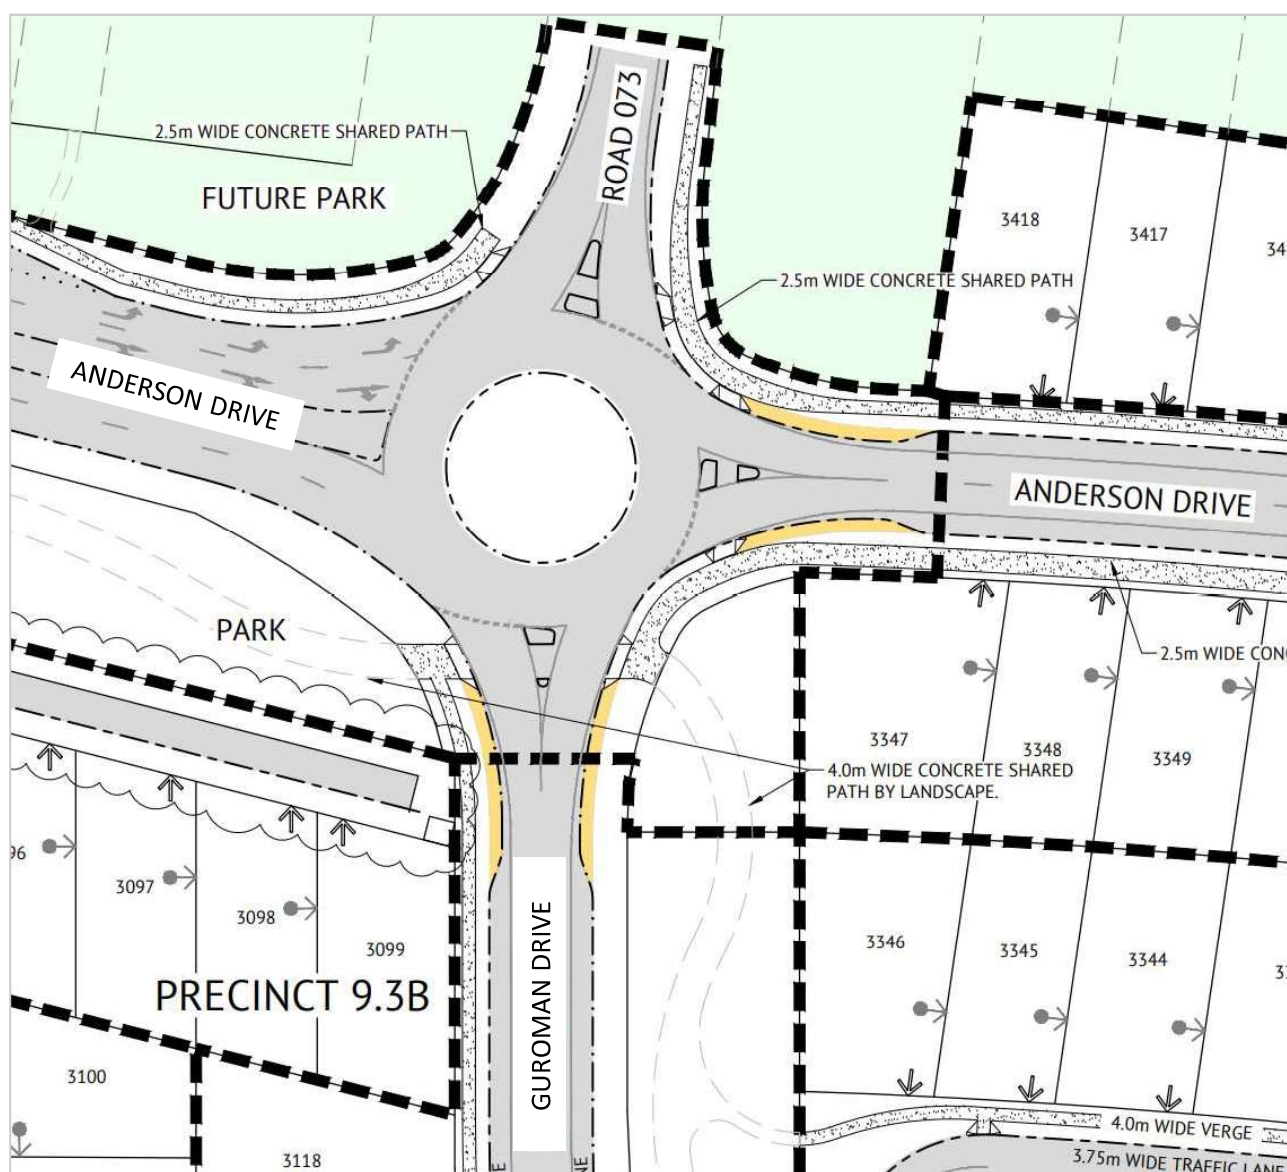 ROAD 073
2.5m WIDE CONCRETE SHARED PATH
FUTURE PARK
3418
3417
34
2.5m WIDE CONCRETE SHARED PATH
ANDERSON DRIVE
ANDERSON DRIVE
PARK
2.5m WIDE CON
3347
3348
3349
4.0m WIDE CONCRETE SHARED
PATH BY LANDSCAPE.
96
3097
3098
3099
PRECINCT 9.3B
GUROMAN DRIVE
3346
3345
3344
3100
3118
4.0m WIDE VERGE
3.75m WIDE TRAFFIC LANE